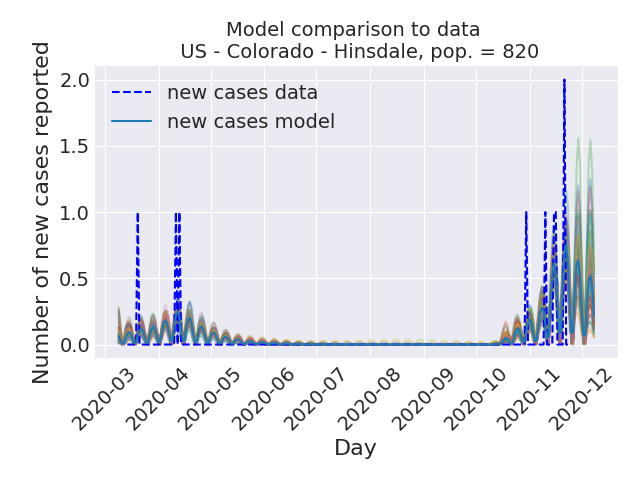 Model comparison to data
US - Colorado - Hinsdale, pop. = 820
Number of new cases reported
2.0
1.5
1.0
0.5
0.0
new cases data
new cases model
2020-03
2020-04
2020-05
2020-06
2020-07
2020-08
2020-09
2020-10
2020-11
2020-12
Day